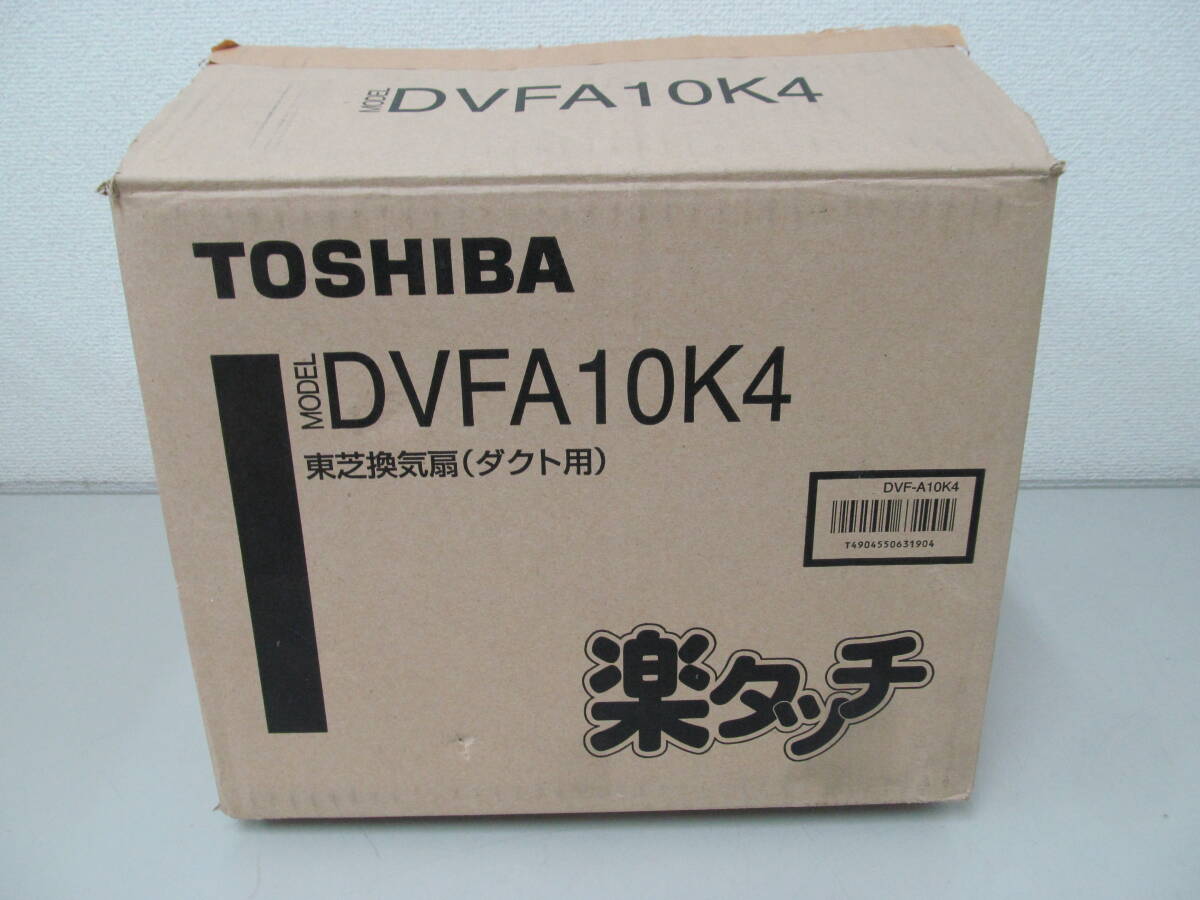 MODEL DVFA10K4
TOSHIBA
MODEL DVFA10K4
東芝換気扇(ダクト用)
DVF-A10K4
T4904550631904
楽タッチ